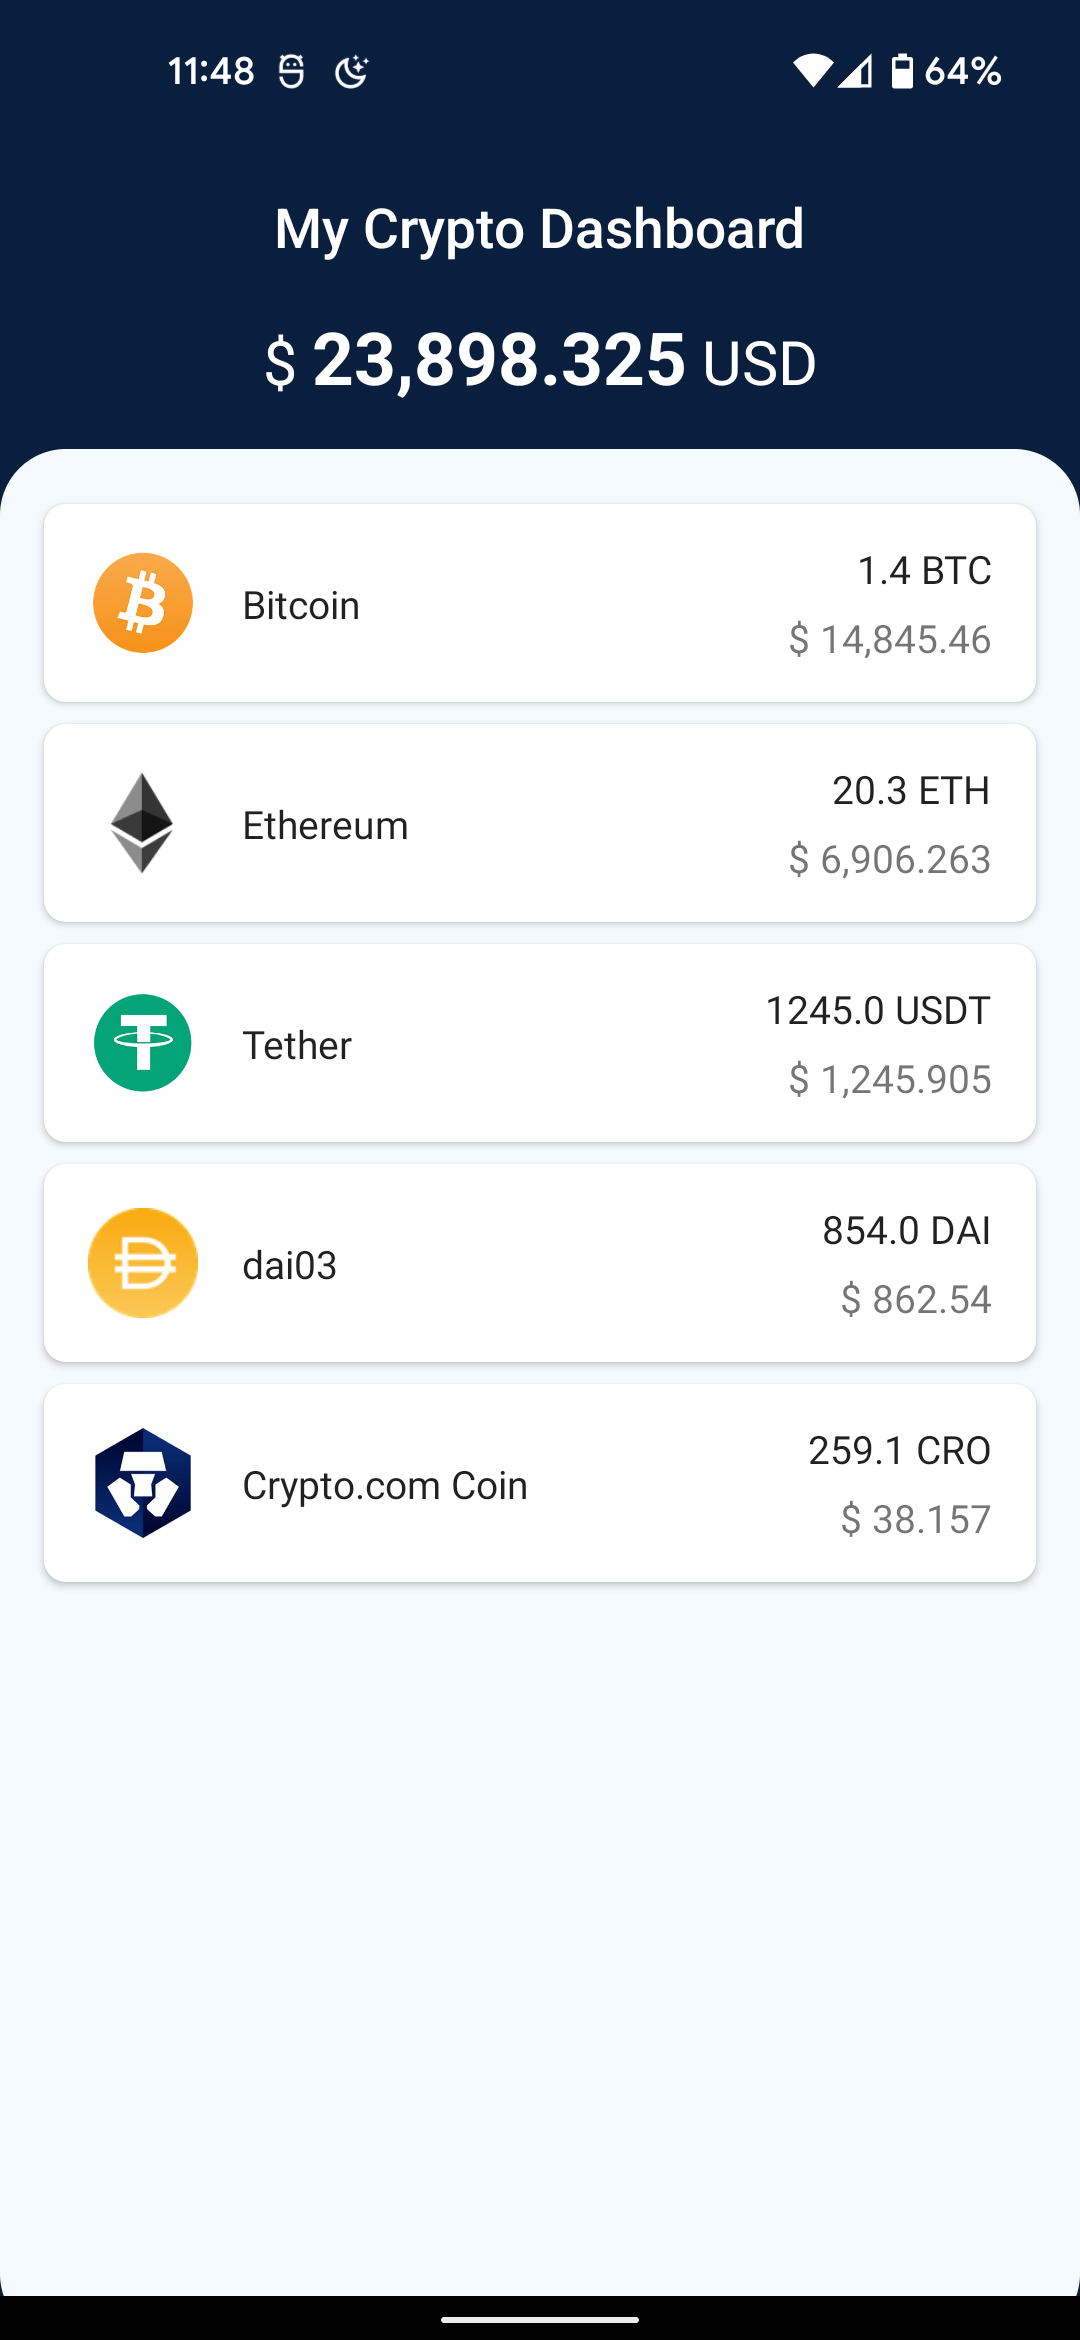 11:48 64%
My Crypto Dashboard
$ 23,898.325 USD
1.4 BTC
Bitcoin
$ 14,845.46
20.3 ETH
Ethereum
$ 6,906.263
1245.0 USDT
Tether
$ 1,245.905
854.0 DAI
dai03
$ 862.54
259.1 CRO
Crypto.com Coin
$ 38.157